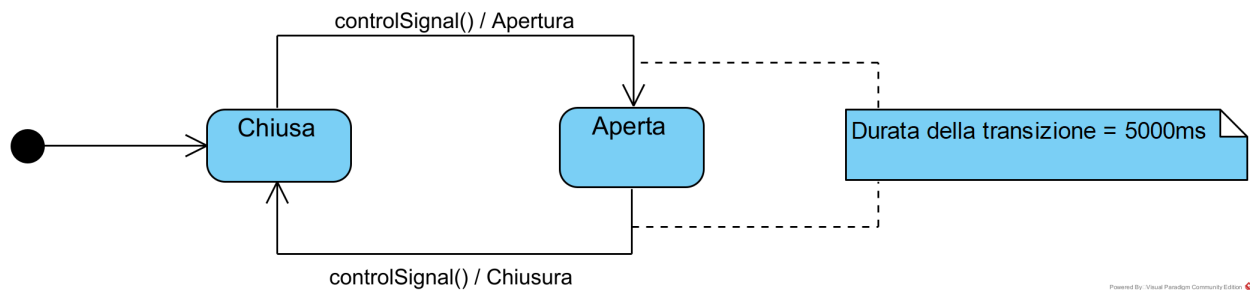 controlSignal() / Apertura
Chiusa
Aperta
Durata della transizione = 5000ms
controlSignal() / Chiusura
Powered By: Visual Paradigm Community Edition